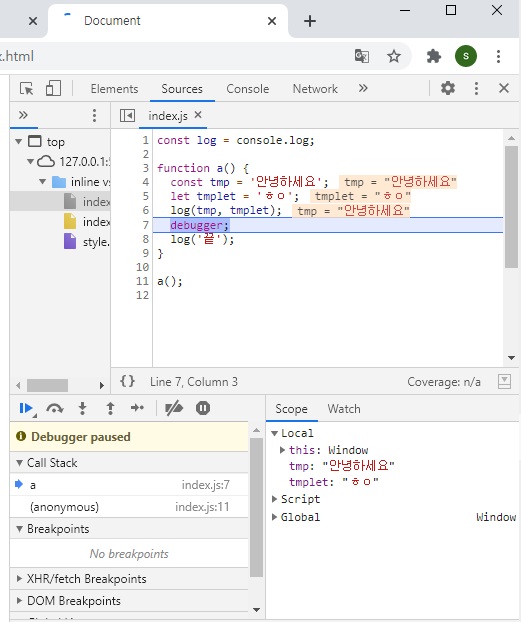 Document
.html
S
Elements Sources Console Network
index.js
top
127.0.0.1:5
inline vs
index
index
style.
1 const log = console.log;
2
3 function a() {
4 const tmp = '안녕하세요'; tmp = "안녕하세요"
5 let tmplet = 'ㅎㅇ'; tmplet = "ㅎㅇ"
6 log(tmp, tmplet); tmp = "안녕하세요"
7 debugger;
8 log('끝');
9 }
10
11 a();
12
{} Line 7, Column 3 Coverage: n/a
Debugger paused
Call Stack
a index.js:7
(anonymous) index.js:11
Breakpoints
No breakpoints
XHR/fetch Breakpoints
DOM Breakpoints
Scope Watch
Local
this: Window
tmp: "안녕하세요"
tmplet: "ㅎㅇ"
Script
Global Window